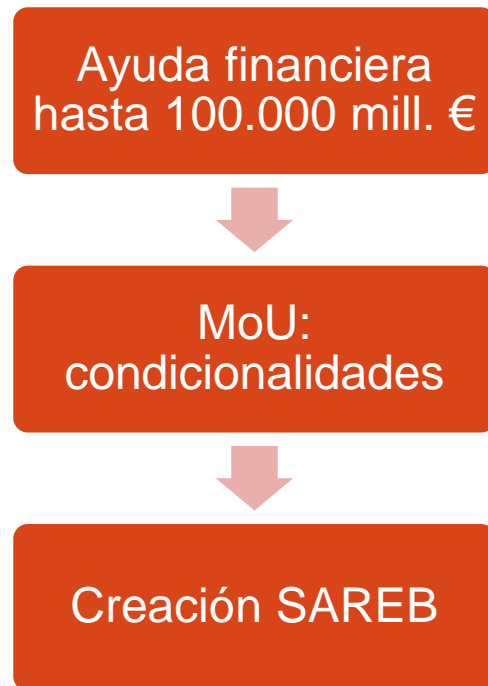 Ayuda financiera
hasta 100.000 mill. €
MoU:
condicionalidades
Creación SAREB